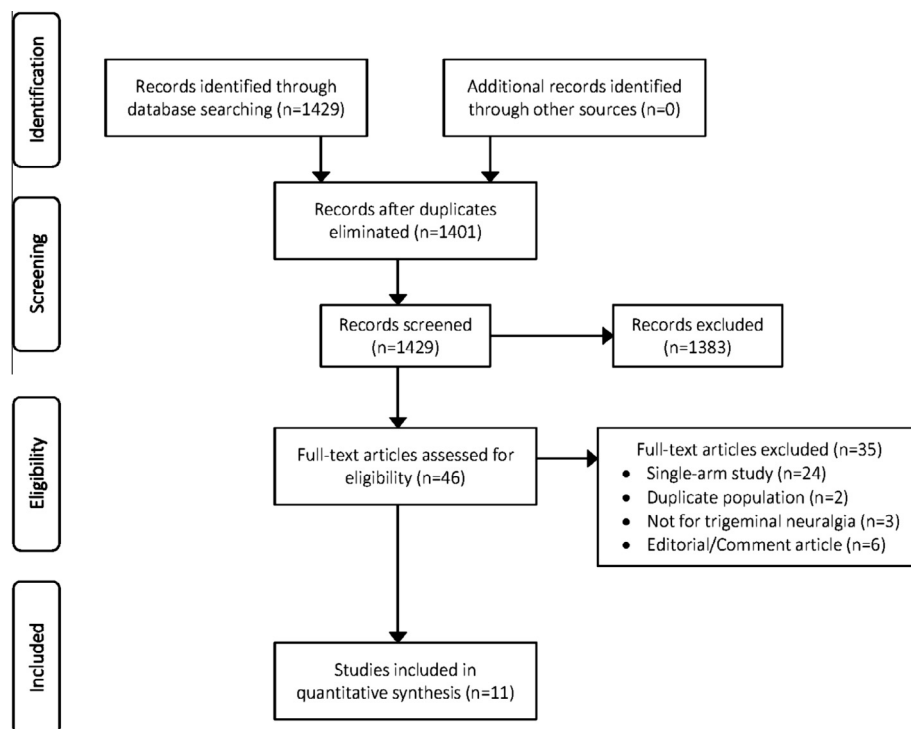 Identification
Records identified through
database searching (n=1429)
Additional records identified
through other sources (n=0)
Screening
Records after duplicates
eliminated (n=1401)
Records screened
(n=1429)
Records excluded
(n=1383)
Eligibility
Full-text articles assessed for
eligibility (n=46)
Full-text articles excluded (n=35)
• Single-arm study (n=24)
• Duplicate population (n=2)
• Not for trigeminal neuralgia (n=3)
• Editorial/Comment article (n=6)
Included
Studies included in
quantitative synthesis (n=11)